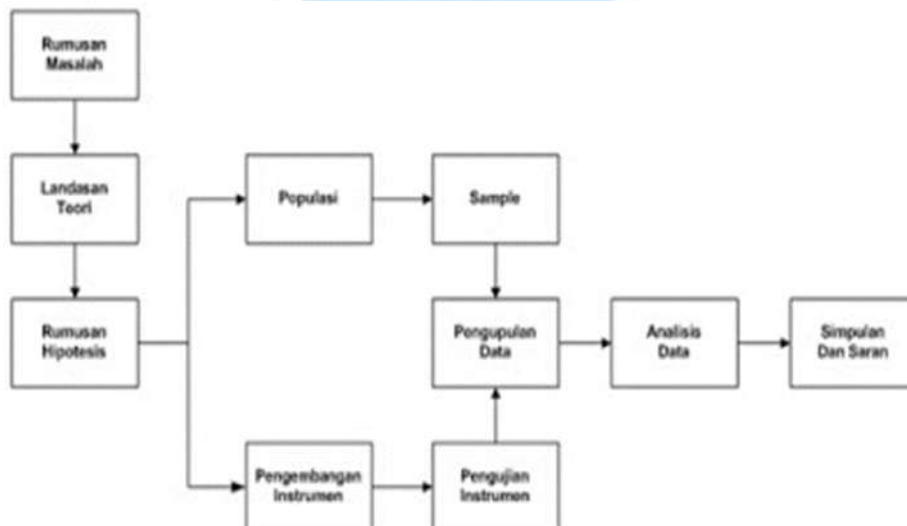 Rumusan
Masalah
Landasan
Teori
Populasi
Sample
Rumusan
Hipotesis
Pengupulan
Data
Analisis
Data
Simpulan
Dan Saran
Pengembangan
Instrumen
Pengujian
Instrumen